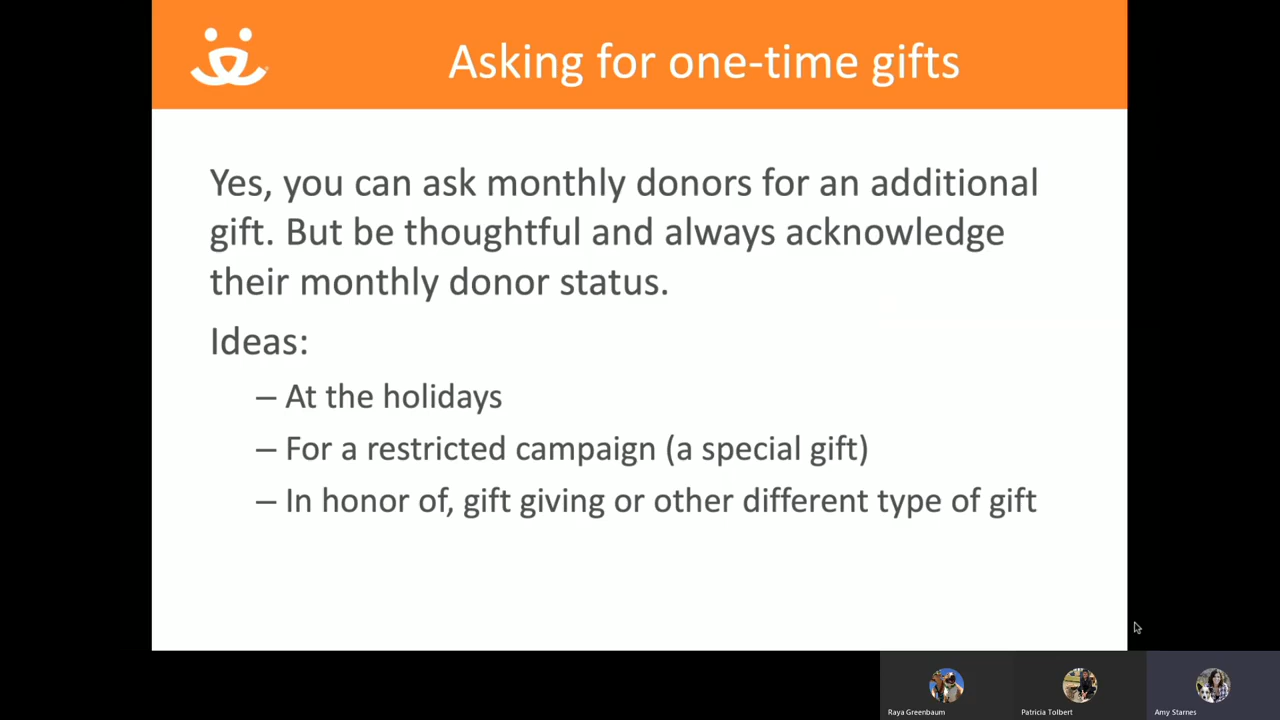 Asking for one-time gifts
Yes, you can ask monthly donors for an additional
gift. But be thoughtful and always acknowledge
their monthly donor status.
Ideas:
– At the holidays
– For a restricted campaign (a special gift)
– In honor of, gift giving or other different type of gift
Raya Greenbaum
Patricia Tolbert
Amy Starnes